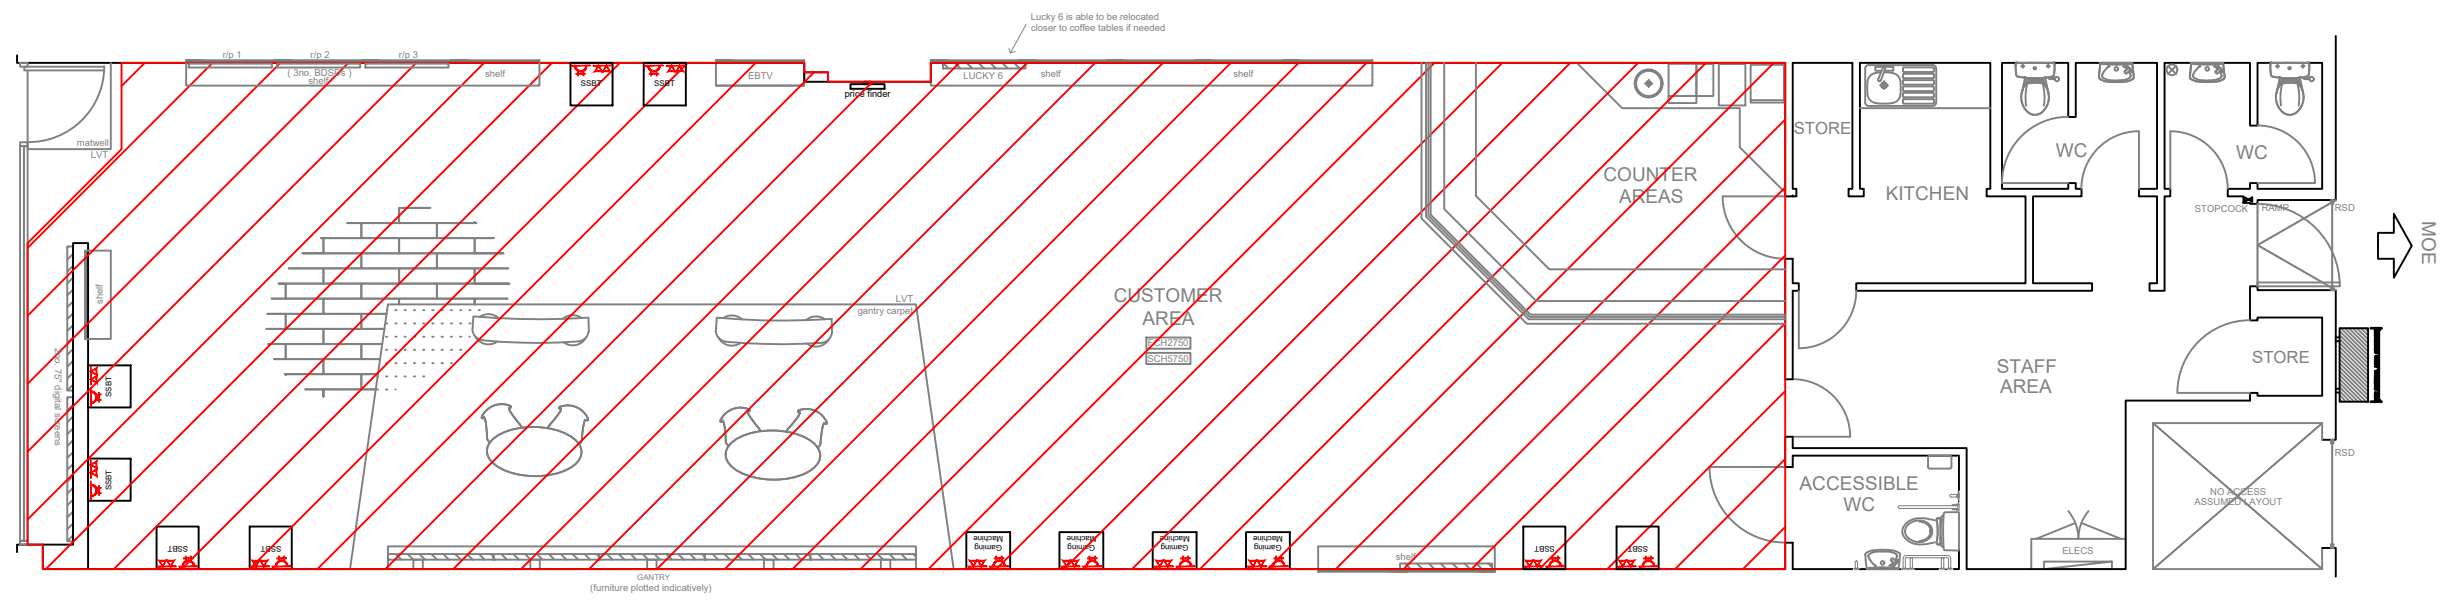 Lucky 6 is able to be relocated
closer to coffee tables if needed
r/p 1
r/p 2
r/p 3
( 3no. BDSGs )
shelf
shelf
SSBT
SSBT
EBTV
price finder
LUCKY 6
shelf
shelf
matwell
LVT
STORE
COUNTER
AREAS
KITCHEN
WC
WC
STOPCOCK
RAMP
RSD
MOE
shelf
2no. 75" digital screens
SSBT
SSBT
LVT
gantry carpet
CUSTOMER
AREA
FCH2750
SCH5750
STAFF
AREA
STORE
RSD
ACCESSIBLE
WC
NO ACCESS
ASSUMED LAYOUT
ELECS
SSBT
SSBT
GANTRY
(furniture plotted indicatively)
Gaming
Machine
Gaming
Machine
Gaming
Machine
Gaming
Machine
shelf
SSBT
SSBT